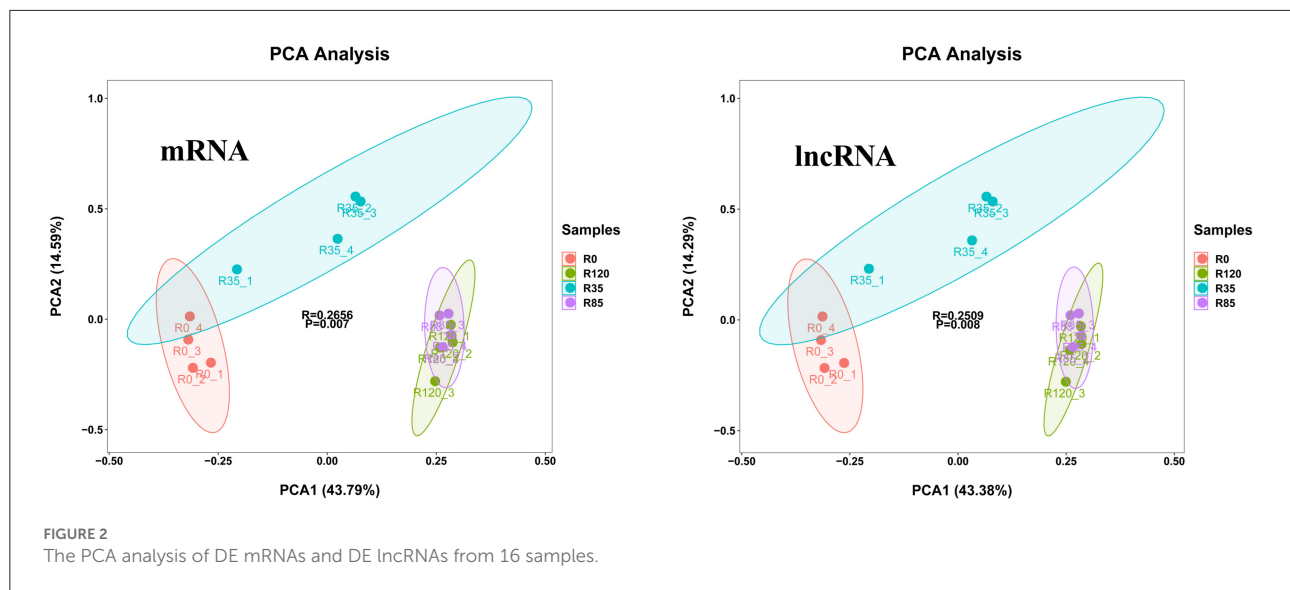 PCA Analysis
mRNA
PCA2 (14.59%)
1.0
0.5
0.0
−0.5
R35_2
R35_3
R35_4
R35_1
R0_4
R0_3
R0_2
R0_1
R=0.2656
P=0.007
R120_1
R120_2
R120_4
R120_3
−0.50
−0.25
0.00
0.25
0.50
PCA1 (43.79%)
Samples
R0
R120
R35
R85
PCA Analysis
lncRNA
PCA2 (14.29%)
1.0
0.5
0.0
−0.5
R35_2
R35_3
R35_4
R35_1
R0_4
R0_3
R0_2
R0_1
R=0.2509
P=0.008
R120_1
R120_2
R120_4
R120_3
−0.50
−0.25
0.00
0.25
0.50
PCA1 (43.38%)
Samples
R0
R120
R35
R85
FIGURE 2
The PCA analysis of DE mRNAs and DE lncRNAs from 16 samples.